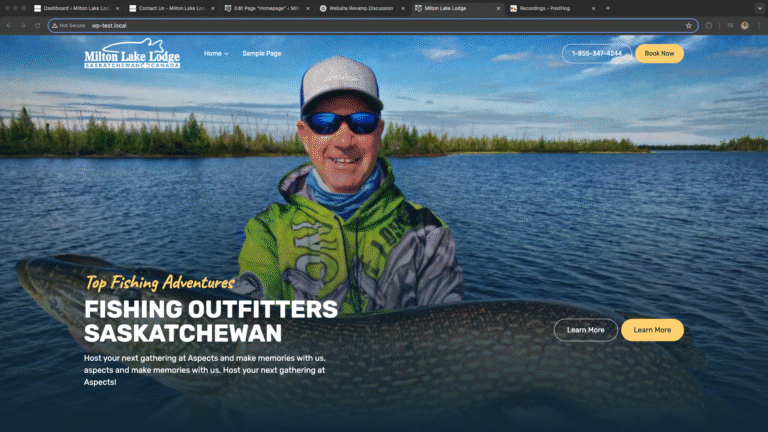 Dashboard ‹ Milton Lake Lod
Contact Us - Milton Lake Lod
Edit Page "Homepage" ‹ Milt
Website Revamp Discussion
Milton Lake Lodge
Recordings • PostHog
Not Secure wp-test.local
Milton Lake Lodge
SASKATCHEWAN CANADA
Home
Sample Page
1-855-347-4244
Book Now
Top Fishing Adventures
FISHING OUTFITTERS
SASKATCHEWAN
Learn More
Learn More
Host your next gathering at Aspects and make memories with us,
aspects and make memories with us. Host your next gathering at
Aspects!